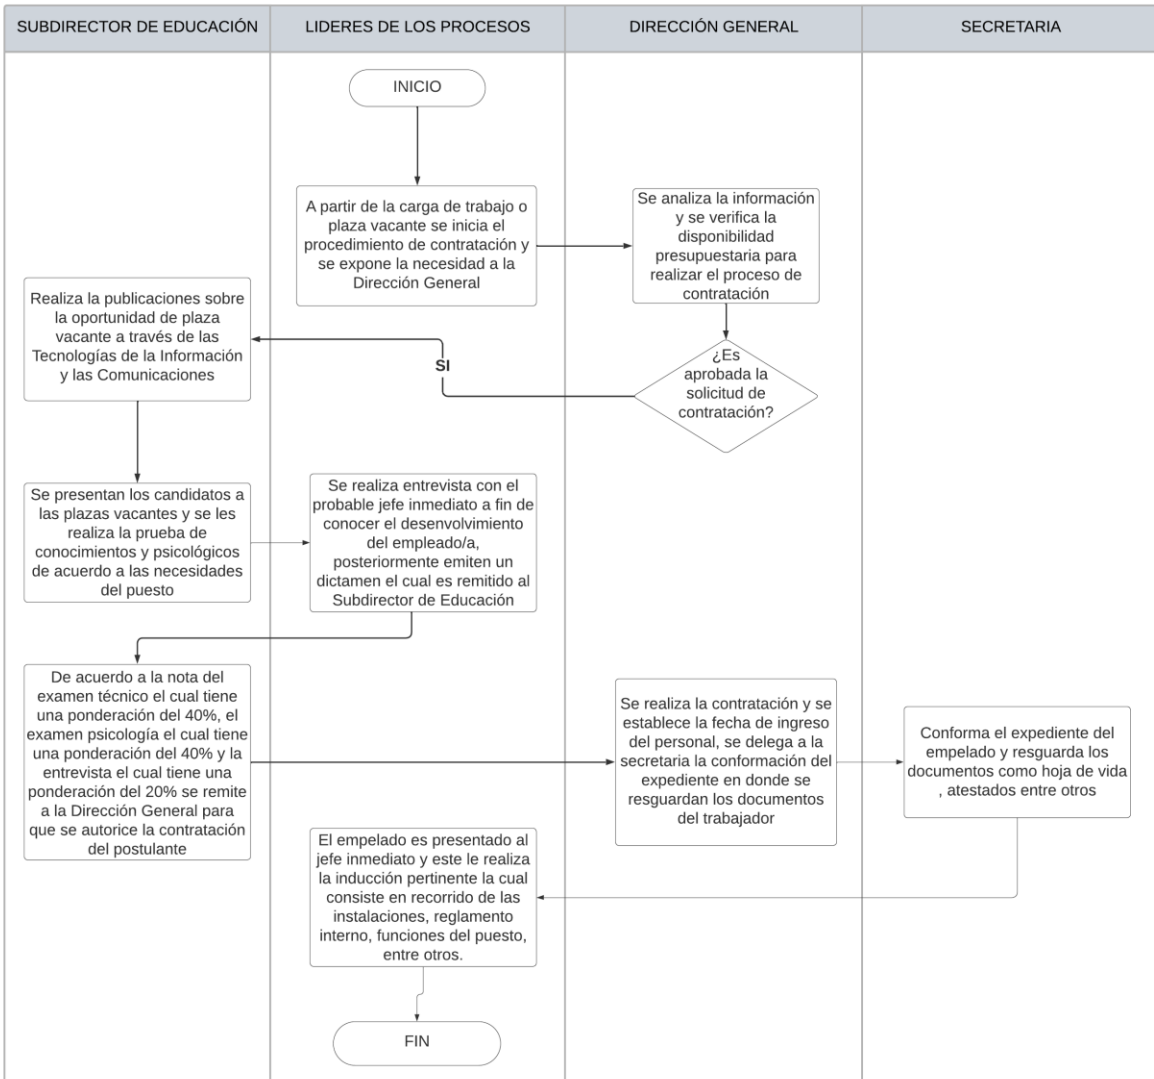 SUBDIRECTOR DE EDUCACIÓN
LIDERES DE LOS PROCESOS
DIRECCIÓN GENERAL
SECRETARIA
INICIO
A partir de la carga de trabajo o
plaza vacante se inicia el
procedimiento de contratación y
se expone la necesidad a la
Dirección General
Se analiza la información
y se verifica la
disponibilidad
presupuestaria para
realizar el proceso de
contratación
¿Es
aprobada la
solicitud de
contratación?
SI
Realiza la publicaciones sobre
la oportunidad de plaza
vacante a través de las
Tecnologías de la Información
y las Comunicaciones
Se presentan los candidatos a
las plazas vacantes y se les
realiza la prueba de
conocimientos y psicológicos
de acuerdo a las necesidades
del puesto
Se realiza entrevista con el
probable jefe inmediato a fin de
conocer el desenvolvimiento
del empleado/a,
posteriormente emiten un
dictamen el cual es remitido al
Subdirector de Educación
De acuerdo a la nota del
examen técnico el cual tiene
una ponderación del 40%, el
examen psicología el cual tiene
una ponderación del 40% y la
entrevista el cual tiene una
ponderación del 20% se remite
a la Dirección General para
que se autorice la contratación
del postulante
Se realiza la contratación y se
establece la fecha de ingreso
del personal, se delega a la
secretaria la conformación del
expediente en donde se
resguardan los documentos
del trabajador
Conforma el expediente del
empelado y resguarda los
documentos como hoja de vida
, atestados entre otros
El empelado es presentado al
jefe inmediato y este le realiza
la inducción pertinente la cual
consiste en recorrido de las
instalaciones, reglamento
interno, funciones del puesto,
entre otros.
FIN